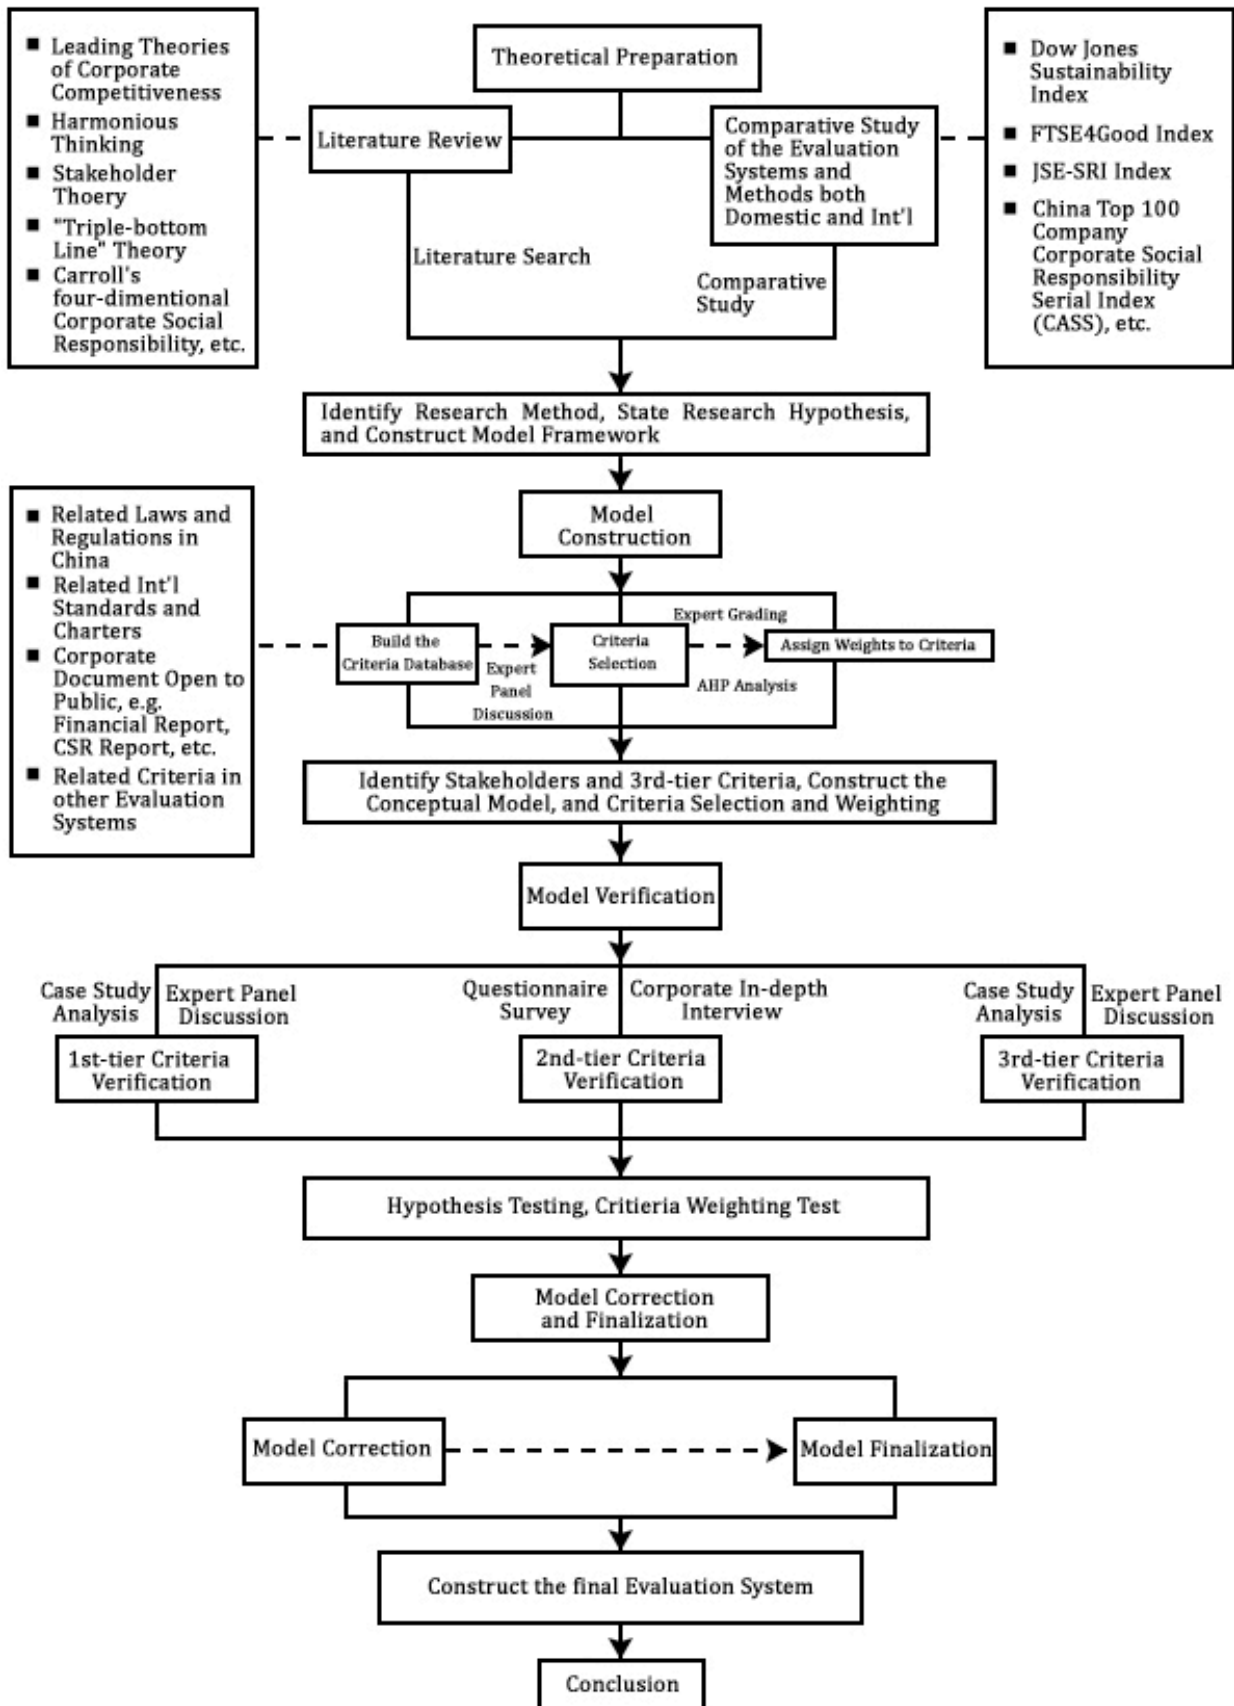 Theoretical Preparation
■ Leading Theories
of Corporate
Competitiveness
■ Harmonious
Thinking
■ Stakeholder
Thoery
■ "Triple-bottom
Line" Theory
■ Carroll's
four-dimentional
Corporate Social
Responsibility, etc.
Literature Review
Comparative Study
of the Evaluation
Systems and
Methods both
Domestic and Int'l
■ Dow Jones
Sustainability
Index
■ FTSE4Good Index
■ JSE-SRI Index
■ China Top 100
Company
Corporate Social
Responsibility
Serial Index
(CASS), etc.
Literature Search
Comparative
Study
Identify Research Method, State Research Hypothesis,
and Construct Model Framework
Model
Construction
■ Related Laws and
Regulations in
China
■ Related Int'l
Standards and
Charters
■ Corporate
Document Open to
Public, e.g.
Financial Report,
CSR Report, etc.
■ Related Criteria in
other Evaluation
Systems
Build the
Criteria Database
Expert
Panel
Discussion
Criteria
Selection
Expert Grading
AHP Analysis
Assign Weights to Criteria
Identify Stakeholders and 3rd-tier Criteria, Construct the
Conceptual Model, and Criteria Selection and Weighting
Model Verification
Case Study
Analysis
Expert Panel
Discussion
Questionnaire
Survey
Corporate In-depth
Interview
Case Study
Analysis
Expert Panel
Discussion
1st-tier Criteria
Verification
2nd-tier Criteria
Verification
3rd-tier Criteria
Verification
Hypothesis Testing, Critieria Weighting Test
Model Correction
and Finalization
Model Correction
Model Finalization
Construct the final Evaluation System
Conclusion